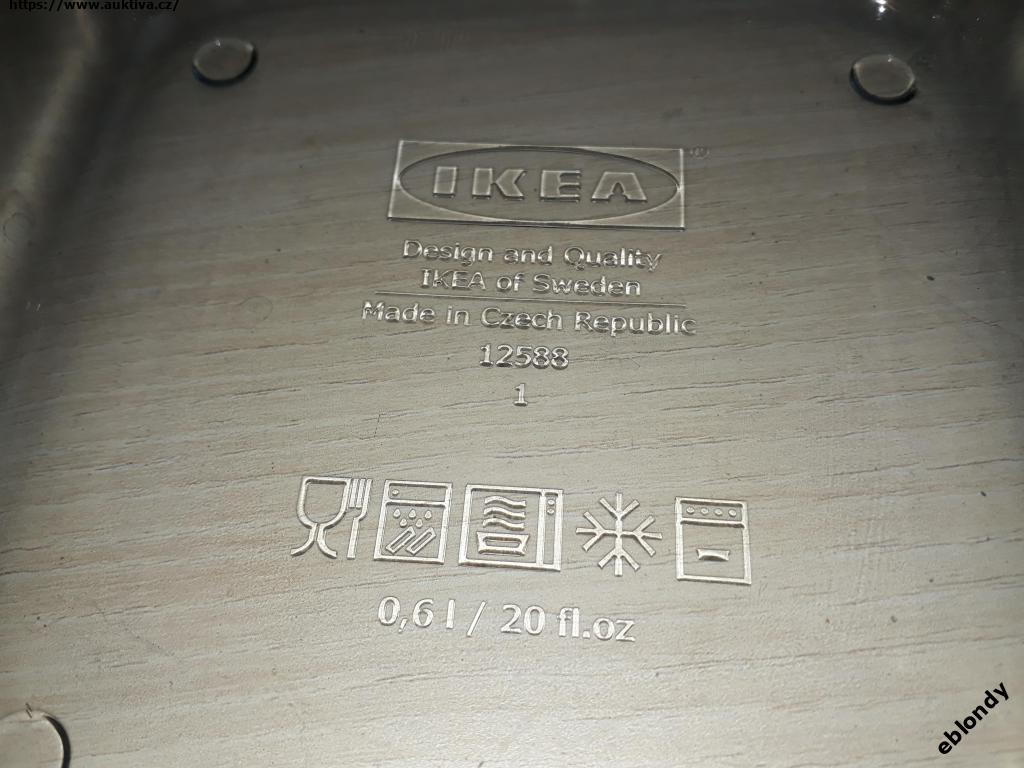 https://www.auktiva.cz/
IKEA ®
Design and Quality
IKEA of Sweden
Made in Czech Republic
12588
1
0,6 l / 20 fl.oz
eblondy